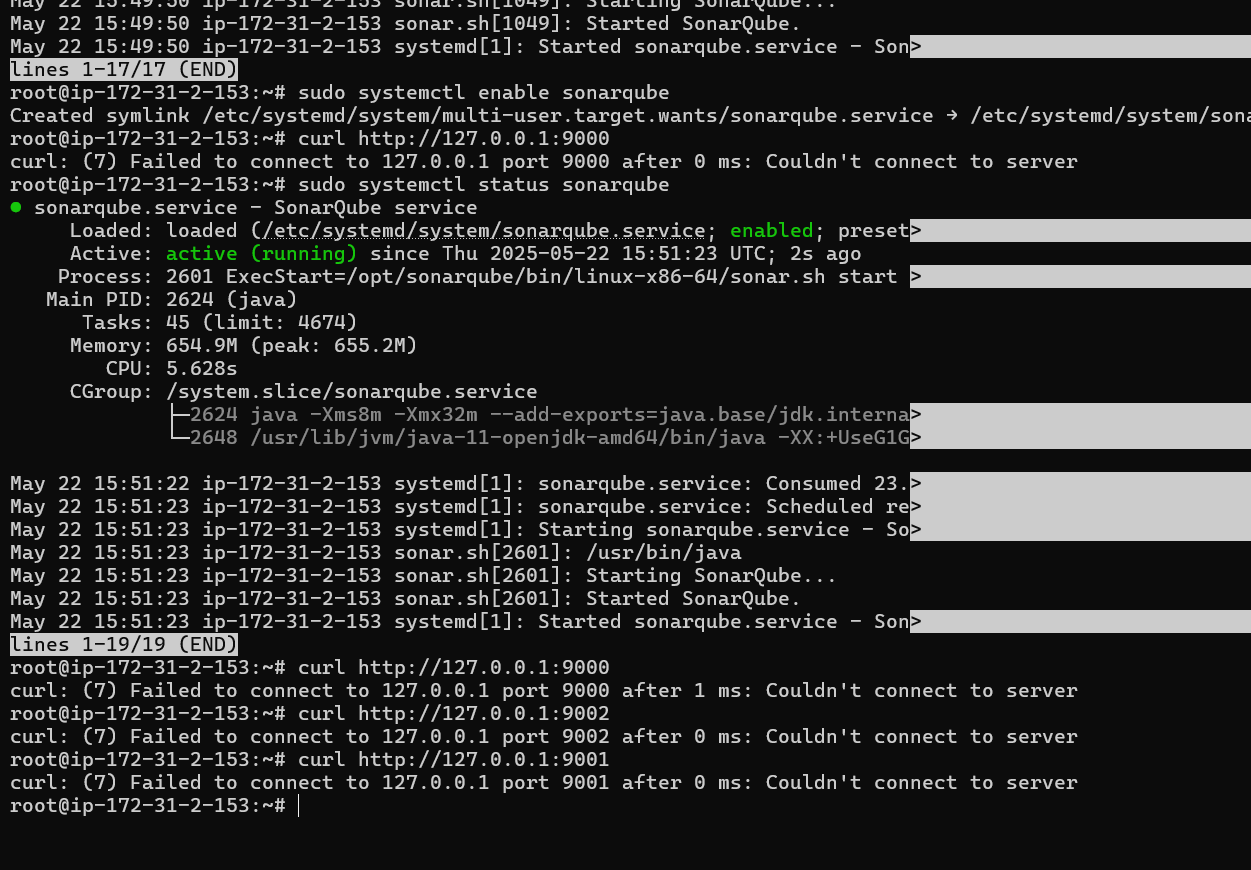 May 22 15:49:50 ip-172-31-2-153 sonar.sh[1049]: Starting SonarQube...
May 22 15:49:50 ip-172-31-2-153 sonar.sh[1049]: Started SonarQube.
May 22 15:49:50 ip-172-31-2-153 systemd[1]: Started sonarqube.service - Son>
lines 1-17/17 (END)
root@ip-172-31-2-153:~# sudo systemctl enable sonarqube
Created symlink /etc/systemd/system/multi-user.target.wants/sonarqube.service → /etc/systemd/system/sona
root@ip-172-31-2-153:~# curl http://127.0.0.1:9000
curl: (7) Failed to connect to 127.0.0.1 port 9000 after 0 ms: Couldn't connect to server
root@ip-172-31-2-153:~# sudo systemctl status sonarqube
● sonarqube.service - SonarQube service
     Loaded: loaded (/etc/systemd/system/sonarqube.service; enabled; preset>
     Active: active (running) since Thu 2025-05-22 15:51:23 UTC; 2s ago
    Process: 2601 ExecStart=/opt/sonarqube/bin/linux-x86-64/sonar.sh start >
   Main PID: 2624 (java)
      Tasks: 45 (limit: 4674)
     Memory: 654.9M (peak: 655.2M)
        CPU: 5.628s
     CGroup: /system.slice/sonarqube.service
             ├─2624 java -Xms8m -Xmx32m --add-exports=java.base/jdk.interna>
             └─2648 /usr/lib/jvm/java-11-openjdk-amd64/bin/java -XX:+UseG1G>
May 22 15:51:22 ip-172-31-2-153 systemd[1]: sonarqube.service: Consumed 23.>
May 22 15:51:23 ip-172-31-2-153 systemd[1]: sonarqube.service: Scheduled re>
May 22 15:51:23 ip-172-31-2-153 systemd[1]: Starting sonarqube.service - So>
May 22 15:51:23 ip-172-31-2-153 sonar.sh[2601]: /usr/bin/java
May 22 15:51:23 ip-172-31-2-153 sonar.sh[2601]: Starting SonarQube...
May 22 15:51:23 ip-172-31-2-153 sonar.sh[2601]: Started SonarQube.
May 22 15:51:23 ip-172-31-2-153 systemd[1]: Started sonarqube.service - Son>
lines 1-19/19 (END)
root@ip-172-31-2-153:~# curl http://127.0.0.1:9000
curl: (7) Failed to connect to 127.0.0.1 port 9000 after 1 ms: Couldn't connect to server
root@ip-172-31-2-153:~# curl http://127.0.0.1:9002
curl: (7) Failed to connect to 127.0.0.1 port 9002 after 0 ms: Couldn't connect to server
root@ip-172-31-2-153:~# curl http://127.0.0.1:9001
curl: (7) Failed to connect to 127.0.0.1 port 9001 after 0 ms: Couldn't connect to server
root@ip-172-31-2-153:~#